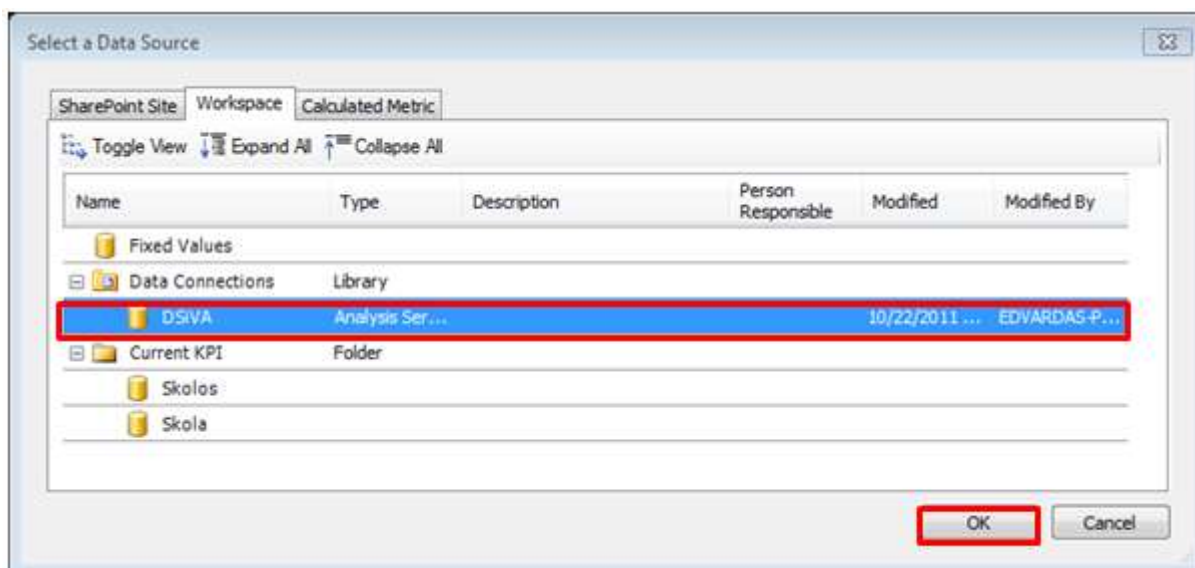 Select a Data Source
SharePoint Site Workspace Calculated Metric
Toggle View Expand All Collapse All
Name Type Description Person Responsible Modified Modified By
Fixed Values
Data Connections Library
DSIVA Analysis Ser... 10/22/2011 ... EDVARDAS-P...
Current KPI Folder
Skolos
Skola
OK Cancel